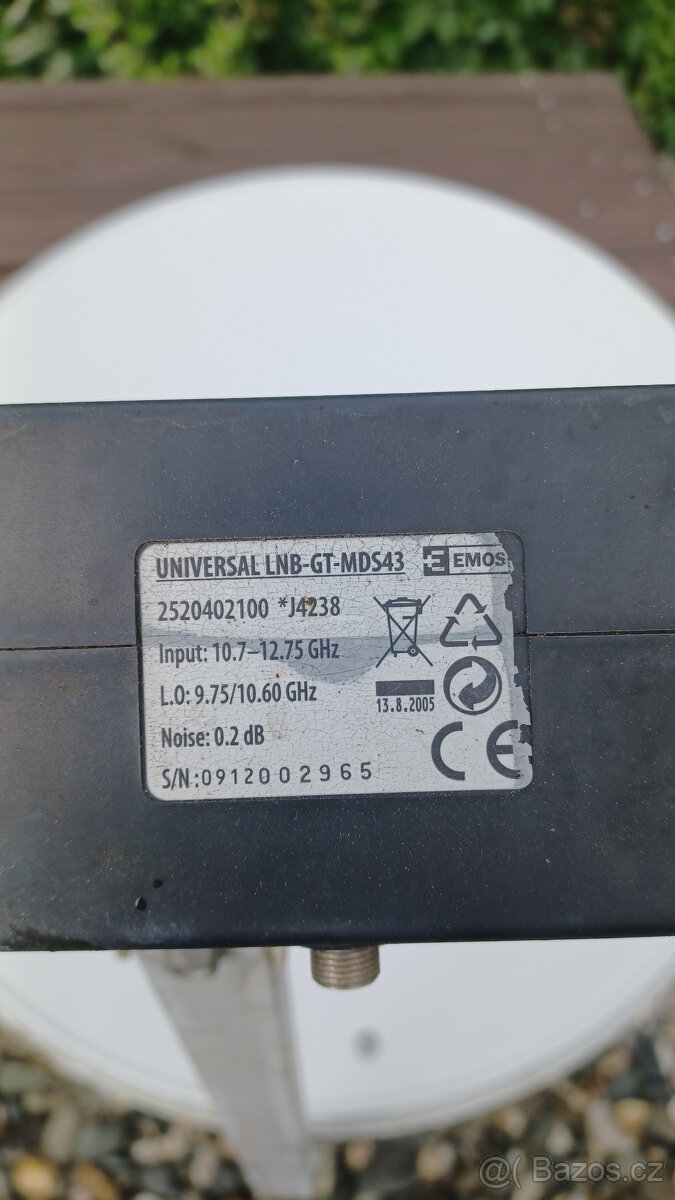 UNIVERSAL LNB-GT-MDS43 EMOS
2520402100 *J4238
Input: 10.7–12.75 GHz
L.O: 9.75/10.60 GHz
13.8.2005
Noise: 0.2 dB
CE
S/N:0912002965
@( Bazos.cz